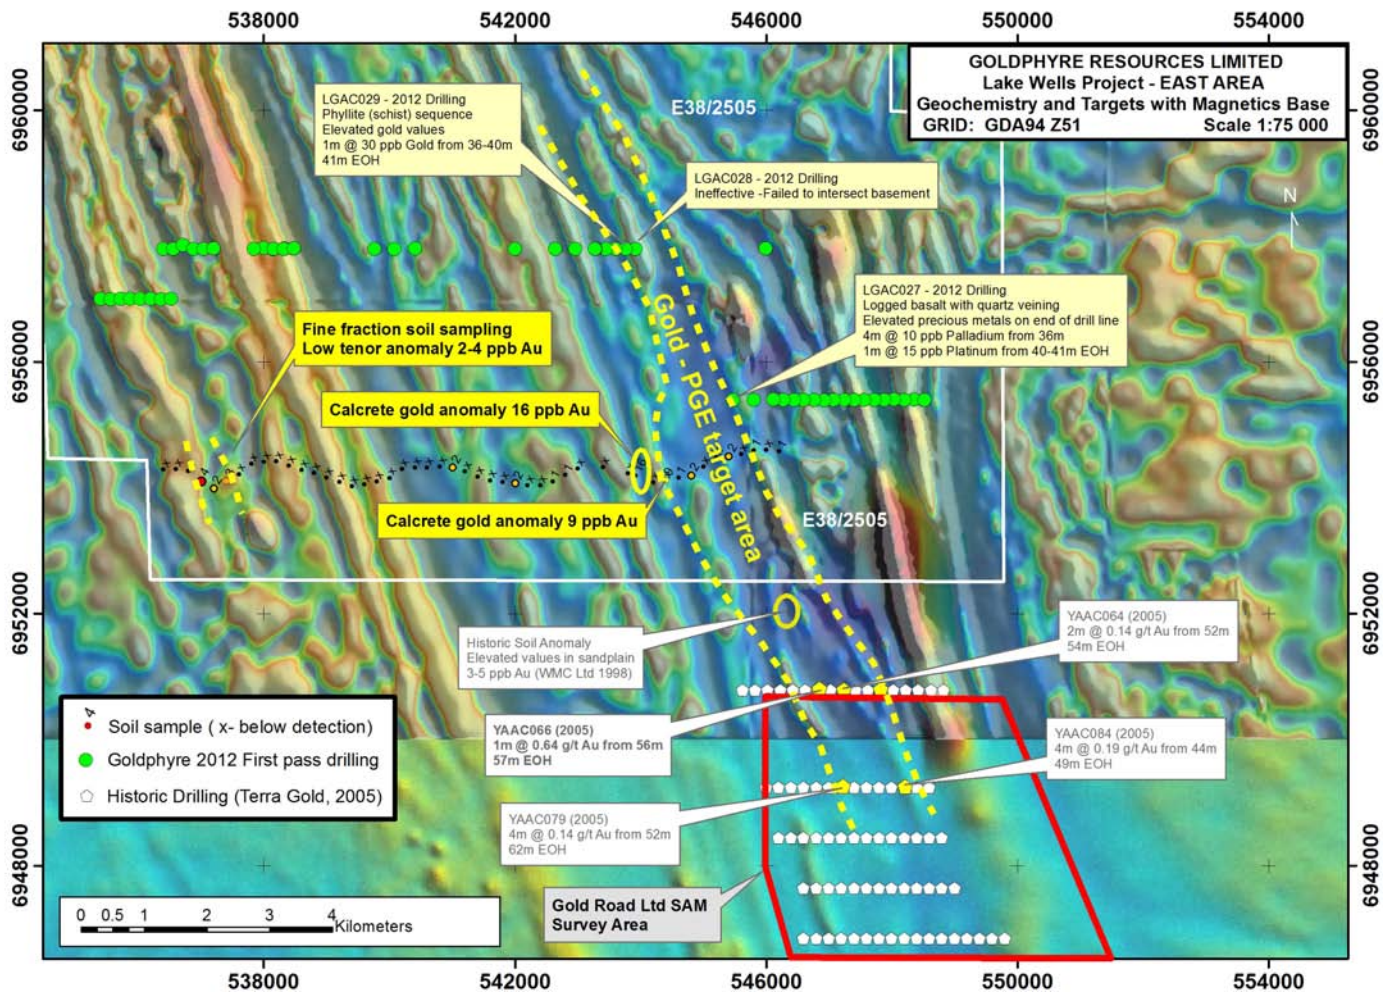 538000
542000
546000
550000
554000
GOLDPHYRE RESOURCES LIMITED
Lake Wells Project - EAST AREA
Geochemistry and Targets with Magnetics Base
GRID: GDA94 Z51
Scale 1:75 000
6960000
6960000
E38/2505
LGAC029 - 2012 Drilling
Phyllite (schist) sequence
Elevated gold values
1m @ 30 ppb Gold from 36-40m
41m EOH
LGAC028 - 2012 Drilling
Ineffective -Failed to intersect basement
N
LGAC027 - 2012 Drilling
Logged basalt with quartz veining
Elevated precious metals on end of drill line
4m @ 10 ppb Palladium from 36m
1m @ 15 ppb Platinum from 40-41m EOH
Fine fraction soil sampling
Low tenor anomaly 2-4 ppb Au
6956000
6956000
Gold - PGE target area
Calcrete gold anomaly 16 ppb Au
Calcrete gold anomaly 9 ppb Au
E38/2505
6952000
6952000
Historic Soil Anomaly
Elevated values in sandplain
3-5 ppb Au (WMC Ltd 1998)
YAAC064 (2005)
2m @ 0.14 g/t Au from 52m
54m EOH
YAAC066 (2005)
1m @ 0.64 g/t Au from 56m
57m EOH
YAAC084 (2005)
4m @ 0.19 g/t Au from 44m
49m EOH
4
Soil sample ( x- below detection)
Goldphyre 2012 First pass drilling
Historic Drilling (Terra Gold, 2005)
YAAC079 (2005)
4m @ 0.14 g/t Au from 52m
62m EOH
6948000
6948000
Gold Road Ltd SAM
Survey Area
0 0.5 1 2 3 4
Kilometers
538000
542000
546000
550000
554000